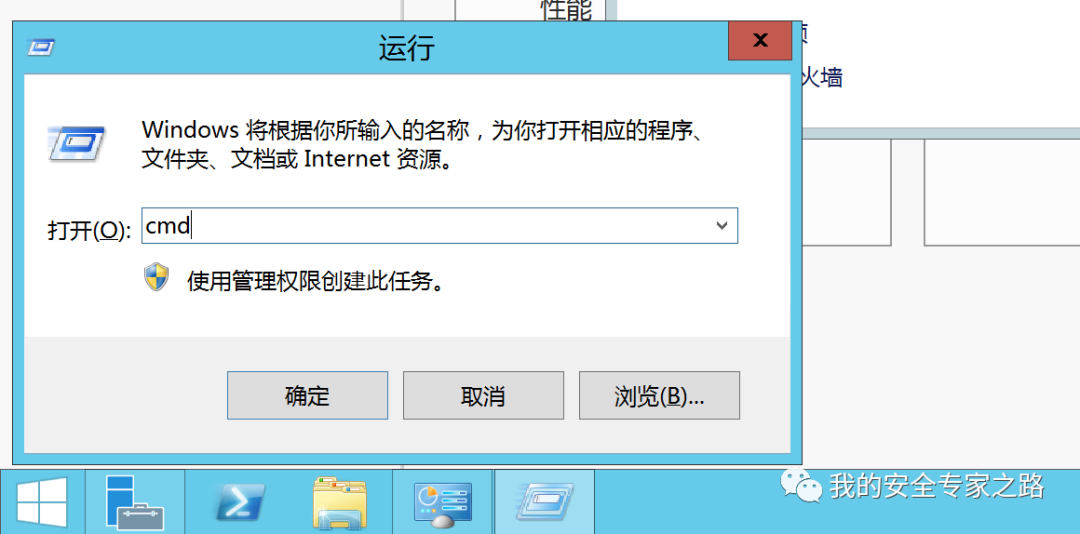 性能
运行
火墙
Windows 将根据你所输入的名称，为你打开相应的程序、
文件夹、文档或 Internet 资源。
打开(O):
cmd
使用管理权限创建此任务。
确定
取消
浏览(B)...
我的安全专家之路